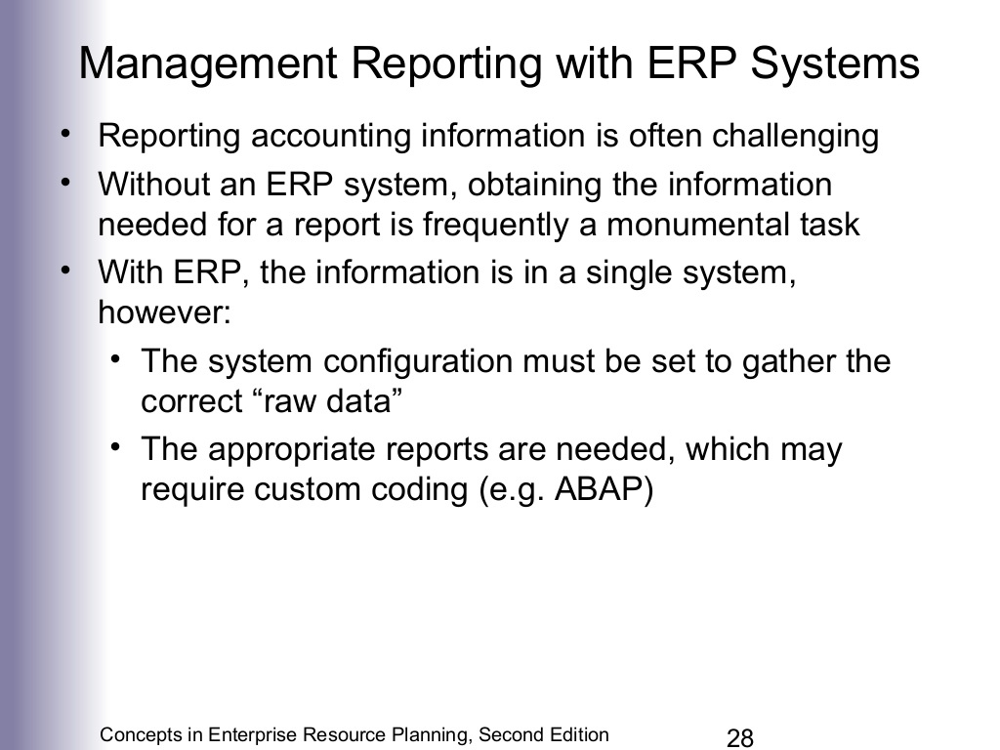 Management Reporting with ERP Systems
• Reporting accounting information is often challenging
• Without an ERP system, obtaining the information
needed for a report is frequently a monumental task
• With ERP, the information is in a single system,
however:
• The system configuration must be set to gather the
correct “raw data”
• The appropriate reports are needed, which may
require custom coding (e.g. ABAP)
Concepts in Enterprise Resource Planning, Second Edition
28